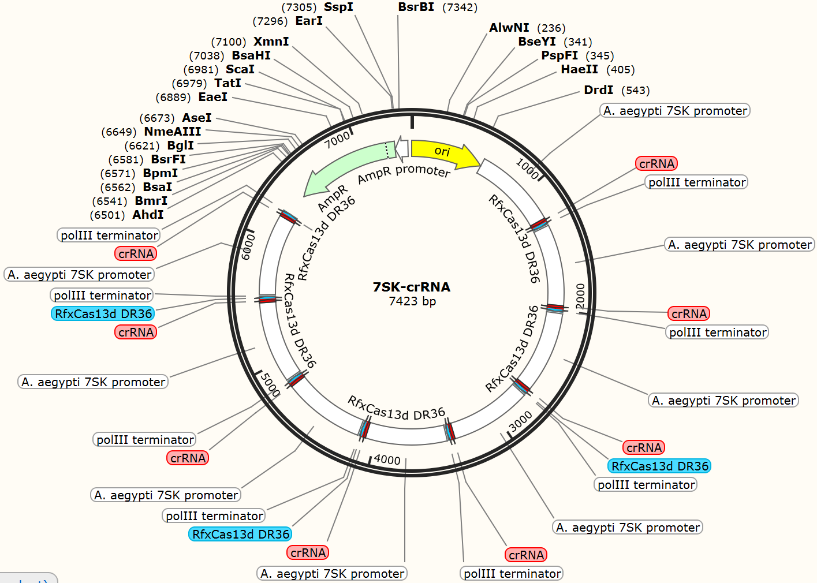 (7305) SspI
BsrBI (7342)
(7296) EarI
AlwNI (236)
(7100) XmnI
BseYI (341)
(7038) BsaHI
PspFI (345)
(6981) ScaI
HaeII (405)
(6979) TatI
DrdI (543)
(6889) EaeI
A. aegypti 7SK promoter
(6673) AseI
(6649) NmeAIII
(6621) BglI
(6581) BsrFI
(6571) BpmI
(6562) BsaI
(6541) BmrI
(6501) AhdI
7000
ori
AmpR promoter
AmpR
1000
crRNA
polIII terminator
RfxCas13d DR36
RfxCas13d DR36
polIII terminator
crRNA
A. aegypti 7SK promoter
6000
A. aegypti 7SK promoter
7SK-crRNA
7423 bp
polIII terminator
RfxCas13d DR36
crRNA
2000
crRNA
polIII terminator
RfxCas13d DR36
RfxCas13d DR36
A. aegypti 7SK promoter
5000
A. aegypti 7SK promoter
RfxCas13d DR36
3000
polIII terminator
crRNA
crRNA
RfxCas13d DR36
polIII terminator
4000
A. aegypti 7SK promoter
polIII terminator
RfxCas13d DR36
A. aegypti 7SK promoter
crRNA
crRNA
A. aegypti 7SK promoter
polIII terminator